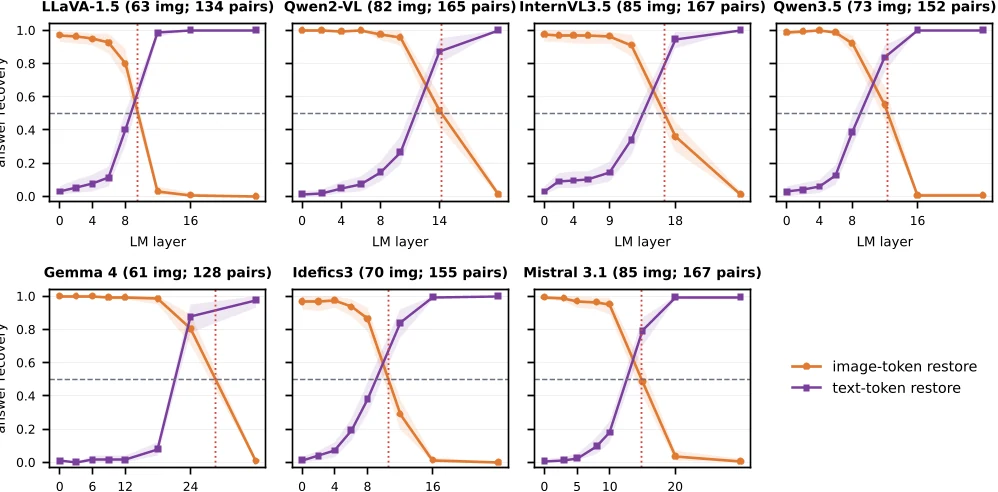 LLaVA-1.5 (63 img; 134 pairs)
Qwen2-VL (82 img; 165 pairs)
InternVL3.5 (85 img; 167 pairs)
Qwen3.5 (73 img; 152 pairs)
answer recovery
1.0
0.8
0.6
0.4
0.2
0.0
0 4 8 16
0 4 8 14
0 4 9 18
0 4 8 16
LM layer
LM layer
LM layer
LM layer
Gemma 4 (61 img; 128 pairs)
Idefics3 (70 img; 155 pairs)
Mistral 3.1 (85 img; 167 pairs)
answer recovery
1.0
0.8
0.6
0.4
0.2
0.0
0 6 12 24
0 4 8 16
0 5 10 20
image-token restore
text-token restore